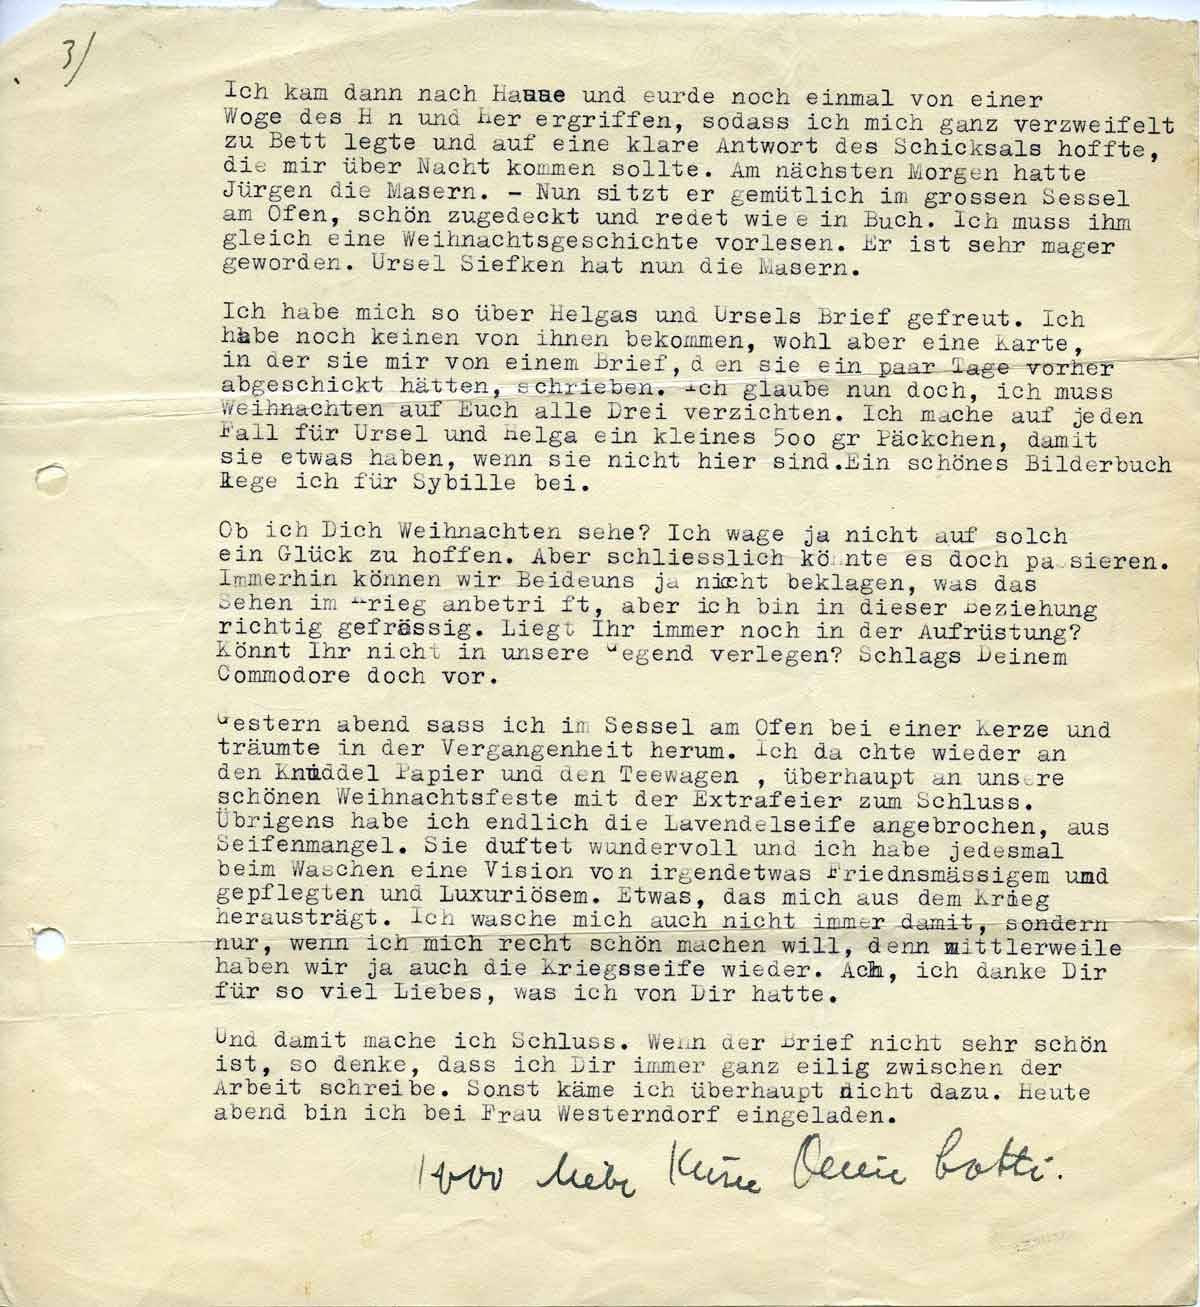 3/
Ich kam dann nach Hause und eurde noch einmal von einer
Woge des H n und Her ergriffen, sodass ich mich ganz verzweifelt
zu Bett legte und auf eine klare Antwort des Schicksals hoffte,
die mir über Nacht kommen sollte. Am nächsten Morgen hatte
Jürgen die Masern. - Nun sitzt er gemütlich im grossen Sessel
am Ofen, schön zugedeckt und redet wie e in Buch. Ich muss ihm
gleich eine Weihnachtsgeschichte vorlesen. Er ist sehr mager
geworden. Ursel Siefken hat nun die Masern.
Ich habe mich so über Helgas und Ursels Brief gefreut. Ich
habe noch keinen von ihnen bekommen, wohl aber eine Karte,
in der sie mir von einem Brief, d en sie ein paar Tage vorher
abgeschickt hätten, schrieben. Ich glaube nun doch, ich muss
Weihnachten auf Euch alle Drei verzichten. Ich mache auf jeden
Fall für Ursel und Helga ein kleines 500 gr Päckchen, damit
sie etwas haben, wenn sie nicht hier sind.Ein schönes Bilderbuch
lege ich für Sybille bei.
Ob ich Dich Weihnachten sehe? Ich wage ja nicht auf solch
ein Glück zu hoffen. Aber schliesslich könnte es doch passieren.
Immerhin können wir Beideuns ja nicht beklagen, was das
Sehen im Krieg anbetri ft, aber ich bin in dieser Beziehung
richtig gefrässig. Liegt Ihr immer noch in der Aufrüstung?
Könnt Ihr nicht in unsere Gegend verlegen? Schlags Deinem
Commodore doch vor.
Gestern abend sass ich im Sessel am Ofen bei einer Kerze und
träumte in der Vergangenheit herum. Ich da chte wieder an
den Knuddel Papier und den Teewagen , überhaupt an unsere
schönen Weihnachtsfeste mit der Extrafeier zum Schluss.
Übrigens habe ich endlich die Lavendelseife angebrochen, aus
Seifenmangel. Sie duftet wundervoll und ich habe jedesmal
beim Waschen eine Vision von irgendetwas Friednsmässigem und
gepflegten und Luxuriösem. Etwas, das mich aus dem Krieg
herausträgt. Ich wasche mich auch nicht immer damit, sondern
nur, wenn ich mich recht schön machen will, denn mittlerweile
haben wir ja auch die Kriegsseife wieder. Ach, ich danke Dir
für so viel Liebes, was ich von Dir hatte.
Und damit mache ich Schluss. Wenn der Brief nicht sehr schön
ist, so denke, dass ich Dir immer ganz eilig zwischen der
Arbeit schreibe. Sonst käme ich überhaupt nicht dazu. Heute
abend bin ich bei Frau Westerndorf eingeladen.
1000 liebe Küsse Deine Lotti.